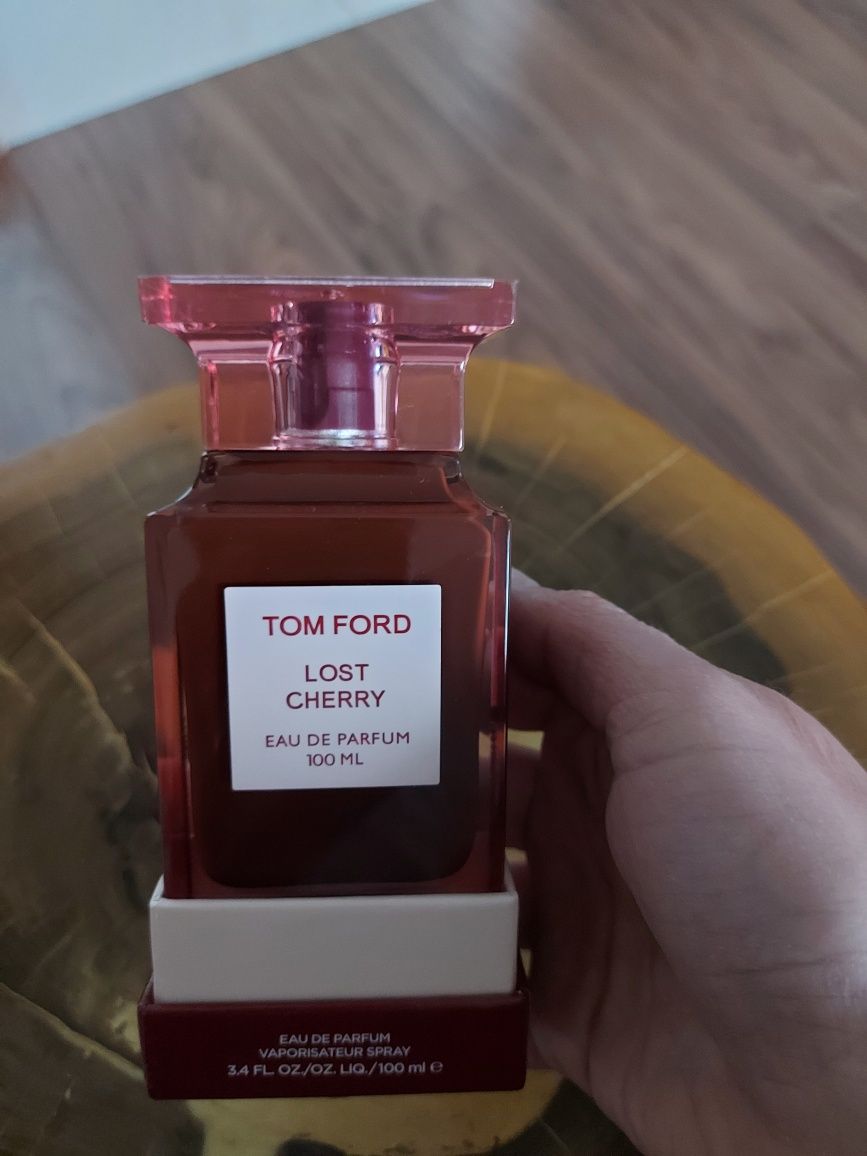 TOM FORD
LOST
CHERRY
EAU DE PARFUM
100 ML
EAU DE PARFUM
VAPORISATEUR SPRAY
3.4 FL. OZ./OZ. LIQ./100 ml ℮